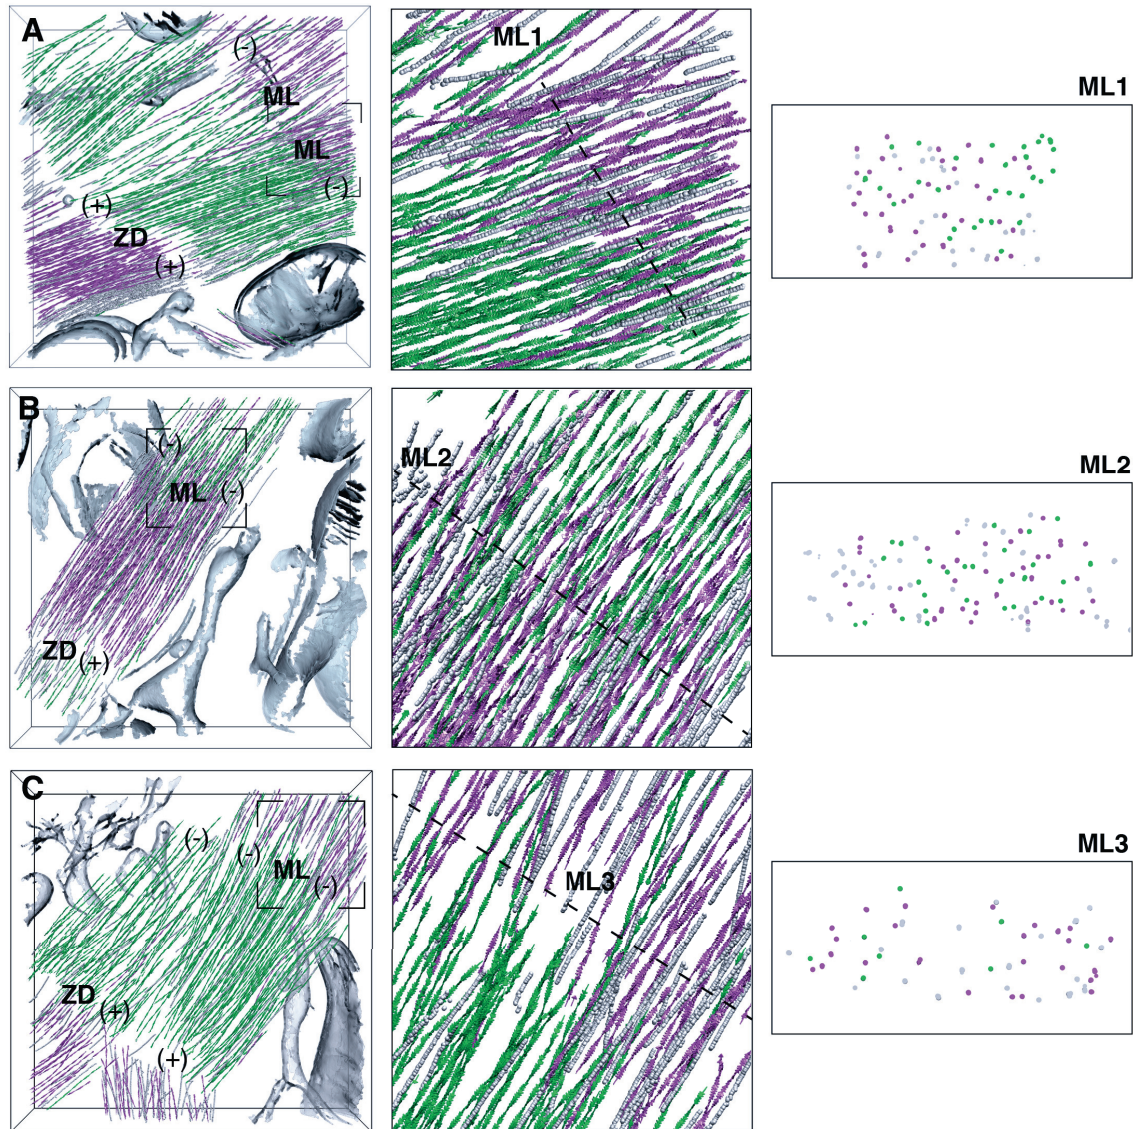 A
(-)
ML
ML
(-)
(+)
ZD
(+)
ML1
ML1
B
(-)
ML (-)
ZD (+)
ML2
ML2
C
(-)
(-)
ML
(-)
ZD
(+)
(+)
ML3
ML3